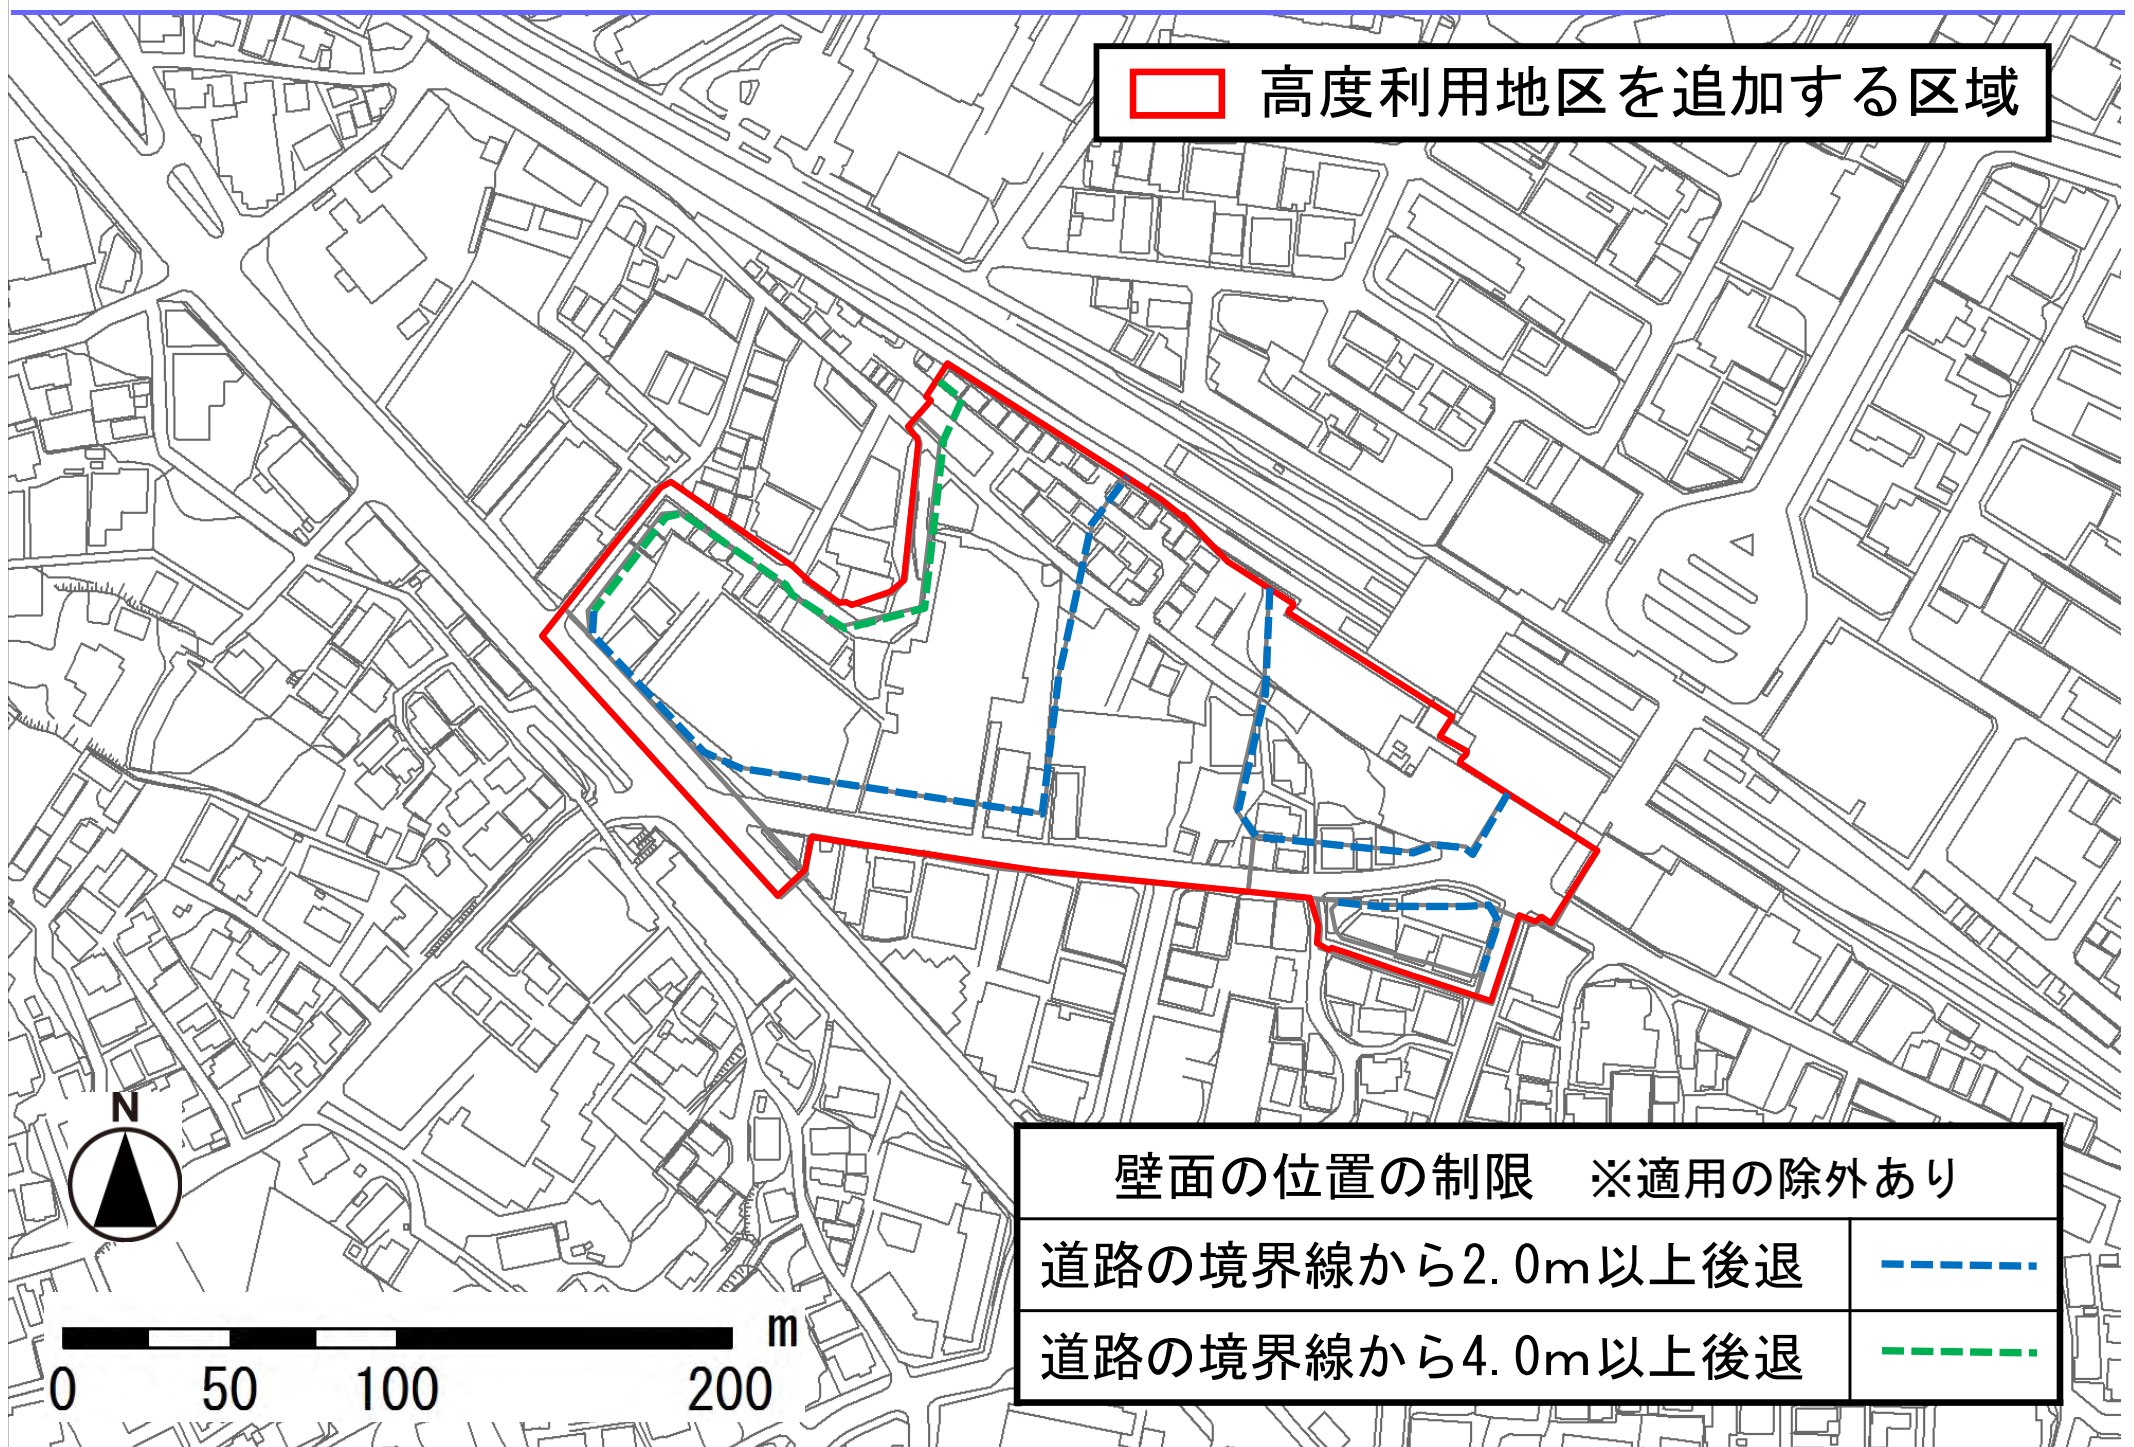 高度利用地区を追加する区域
N
壁面の位置の制限 ※適用の除外あり
道路の境界線から2.0m以上後退
道路の境界線から4.0m以上後退
m
0 50 100 200